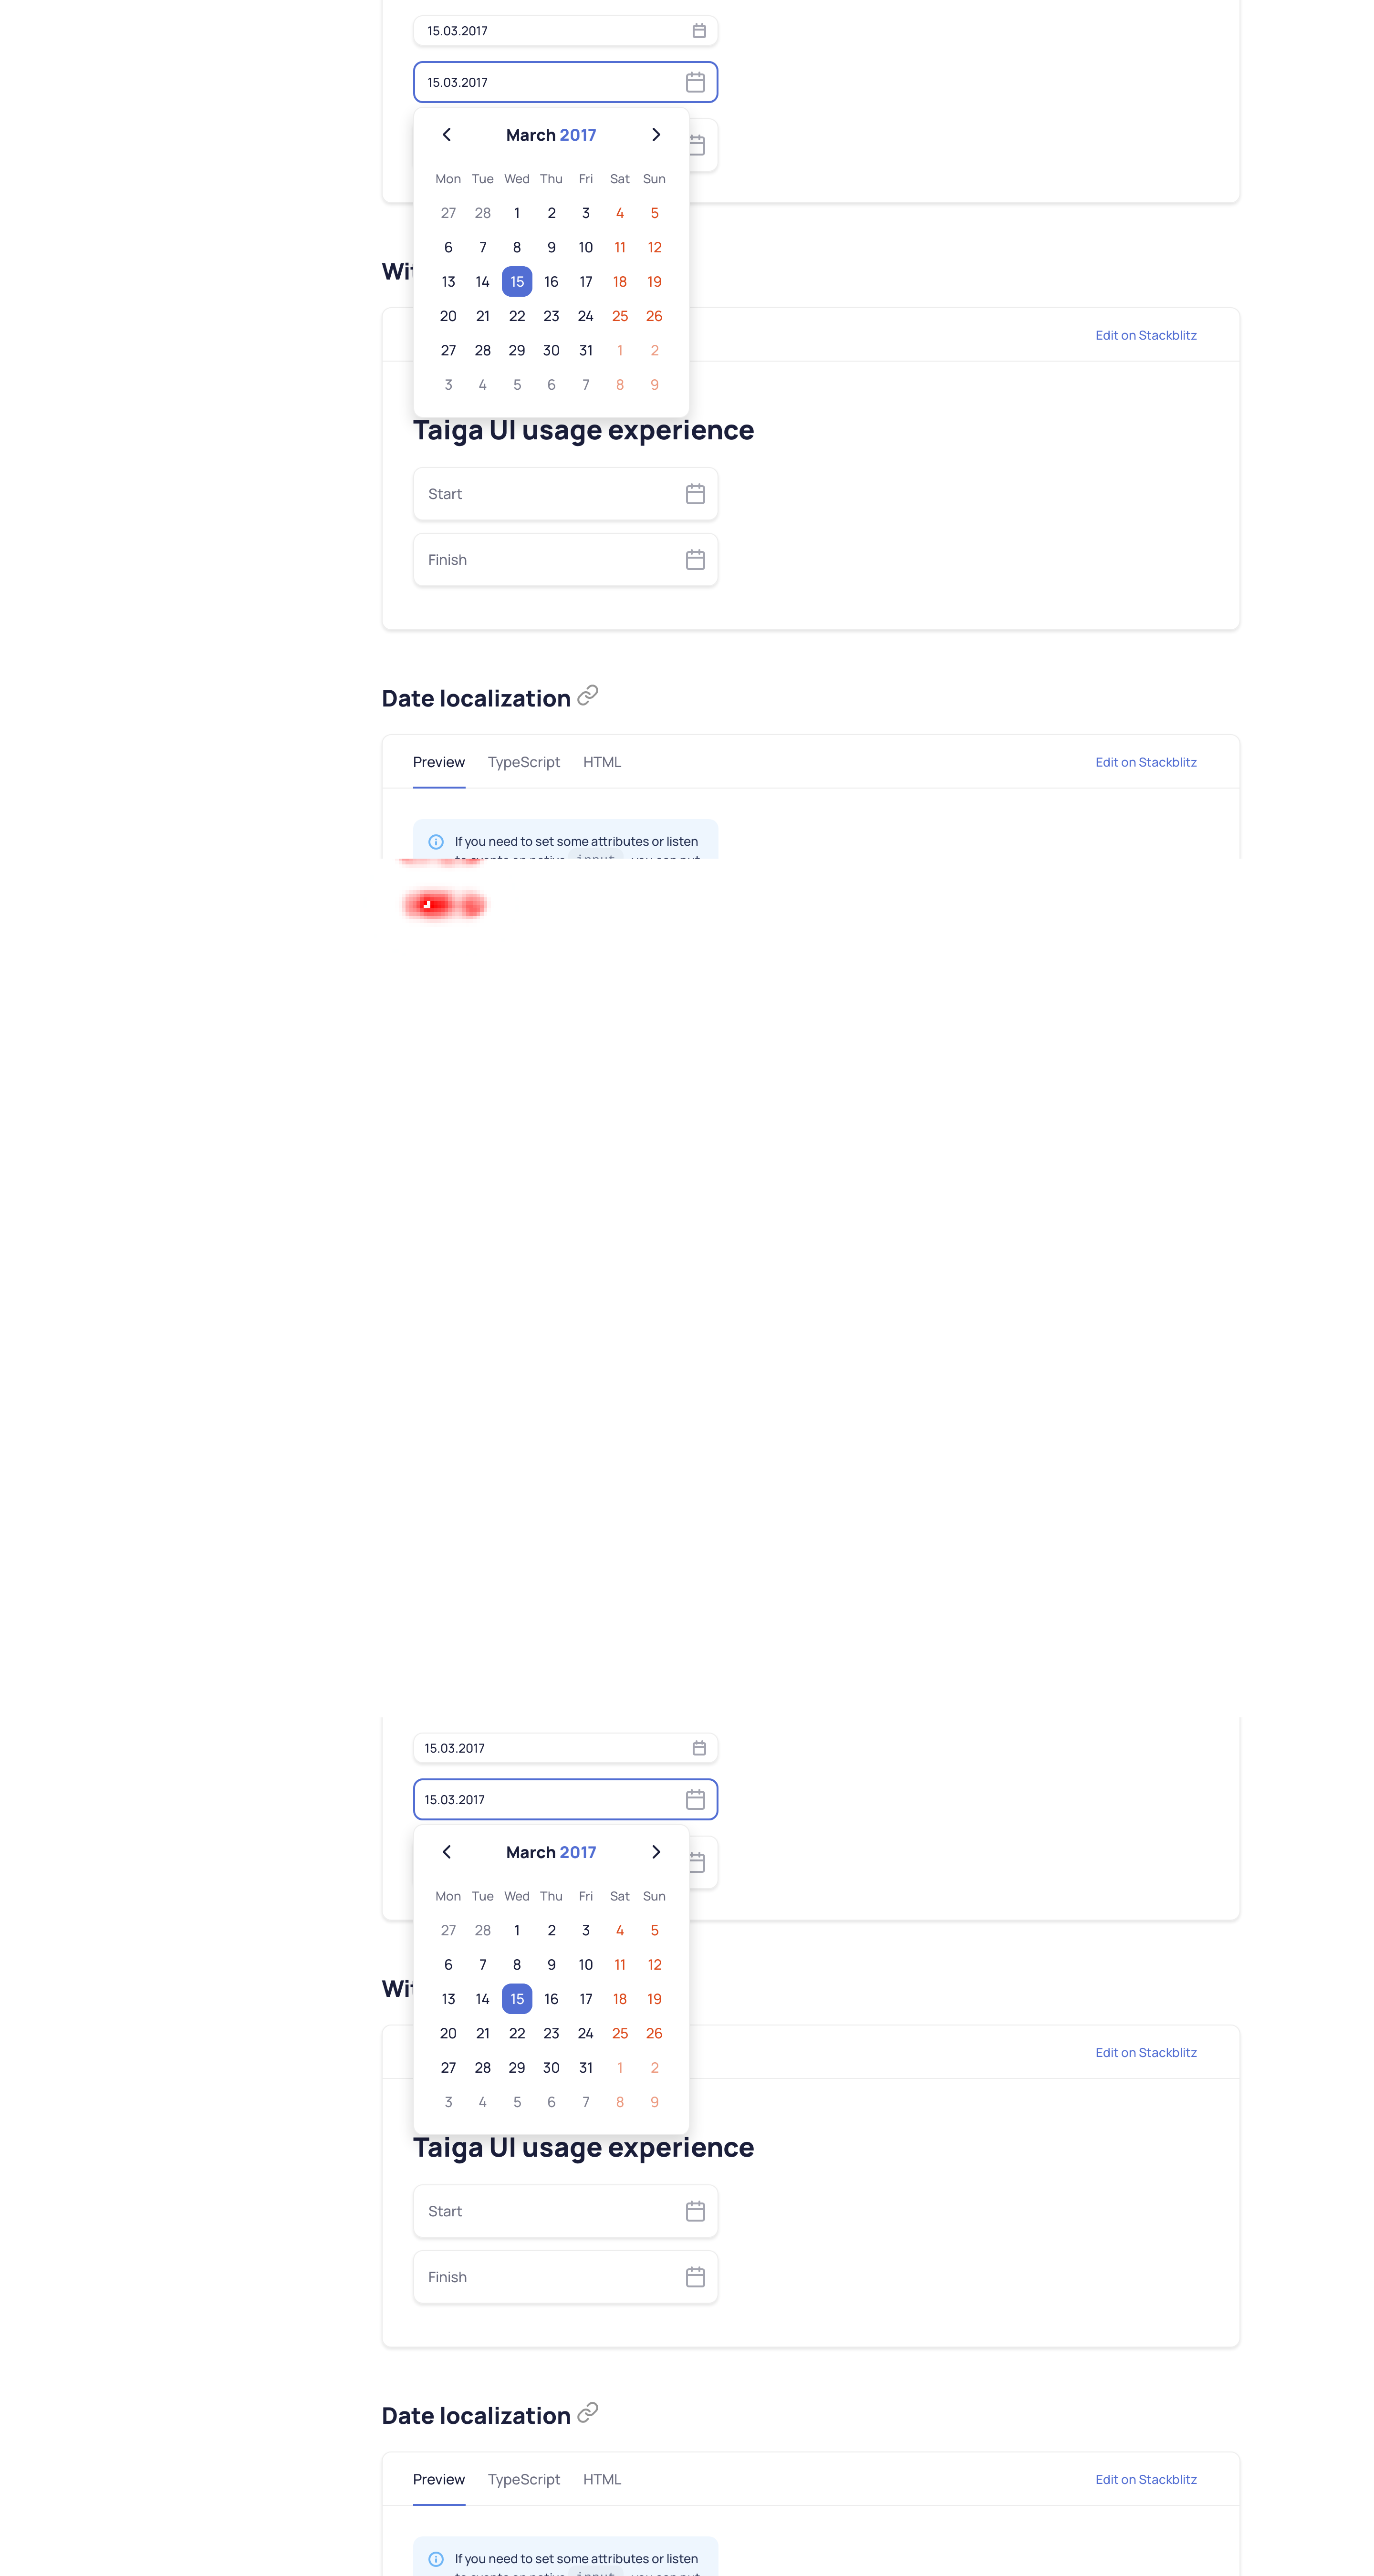 15.03.2017
15.03.2017
March 2017
Mon Tue Wed Thu Fri Sat Sun
27 28 1 2 3 4 5
6 7 8 9 10 11 12
13 14 15 16 17 18 19
20 21 22 23 24 25 26
27 28 29 30 31 1 2
3 4 5 6 7 8 9
Edit on Stackblitz
Taiga UI usage experience
Start
Finish
Date localization
Preview TypeScript HTML Edit on Stackblitz
If you need to set some attributes or listen
15.03.2017
15.03.2017
March 2017
Mon Tue Wed Thu Fri Sat Sun
27 28 1 2 3 4 5
6 7 8 9 10 11 12
13 14 15 16 17 18 19
20 21 22 23 24 25 26
27 28 29 30 31 1 2
3 4 5 6 7 8 9
Edit on Stackblitz
Taiga UI usage experience
Start
Finish
Date localization
Preview TypeScript HTML Edit on Stackblitz
If you need to set some attributes or listen